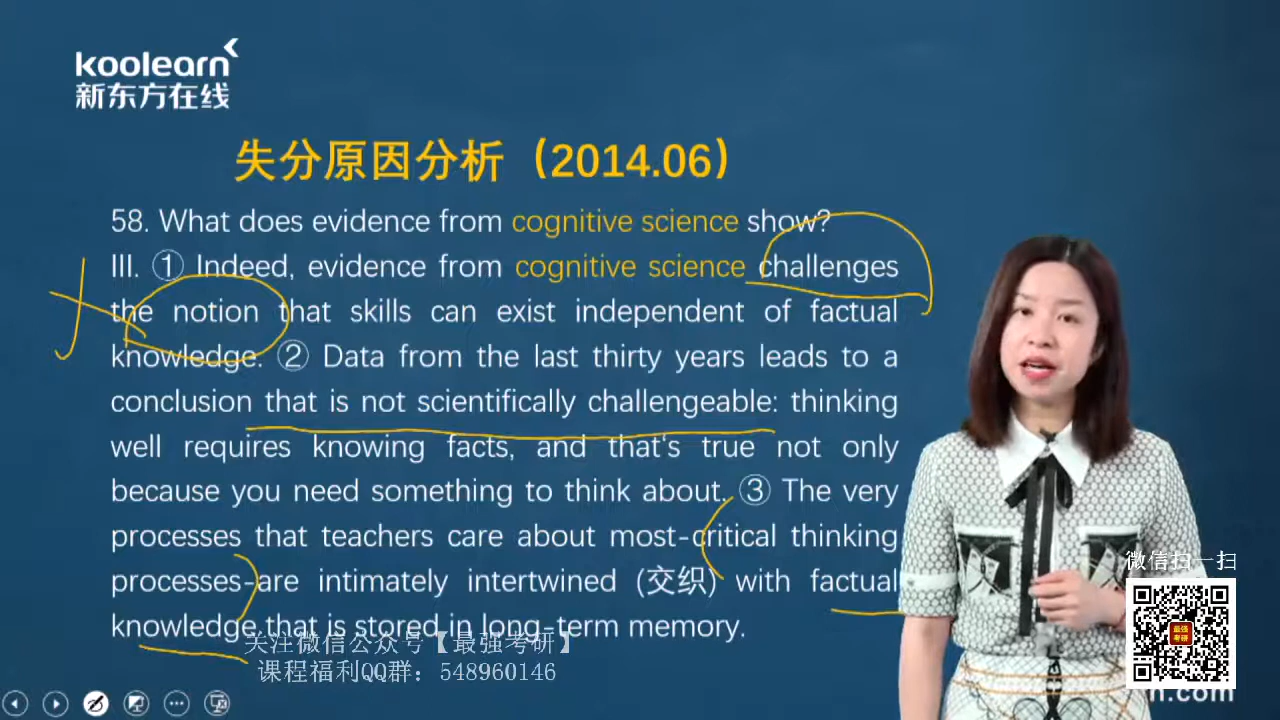 koolearn
新东方在线
失分原因分析（2014.06）
58. What does evidence from cognitive science show?
III. ① Indeed, evidence from cognitive science challenges
the notion that skills can exist independent of factual
knowledge. ② Data from the last thirty years leads to a
conclusion that is not scientifically challengeable: thinking
well requires knowing facts, and that's true not only
because you need something to think about. ③ The very
processes that teachers care about most-critical thinking
processes-are intimately intertwined (交织) with factual
knowledge that is stored in long-term memory.
关注微信公众号【最强考研】
课程福利QQ群：548960146
微信扫一扫
最强
考研
n.com